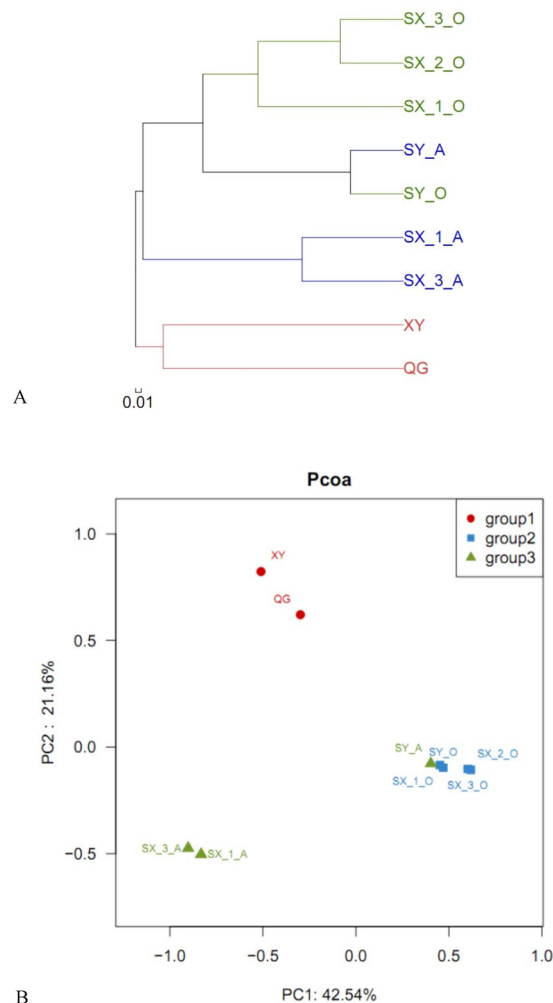 SX_3_O
SX_2_O
SX_1_O
SY_A
SY_O
SX_1_A
SX_3_A
XY
QG
A
0.01
Pcoa
group1
group2
group3
1.0
0.5
0.0
−0.5
PC2 : 21.16%
XY
QG
SY_A
SY_O
SX_2_O
SX_1_O
SX_3_O
SX_3_A
SX_1_A
−1.0
−0.5
0.0
0.5
1.0
PC1: 42.54%
B